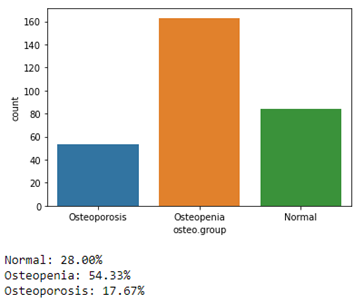 160
140
120
100
80
60
40
20
0
count
Osteoporosis Osteopenia Normal
osteo.group
Normal: 28.00%
Osteopenia: 54.33%
Osteoporosis: 17.67%